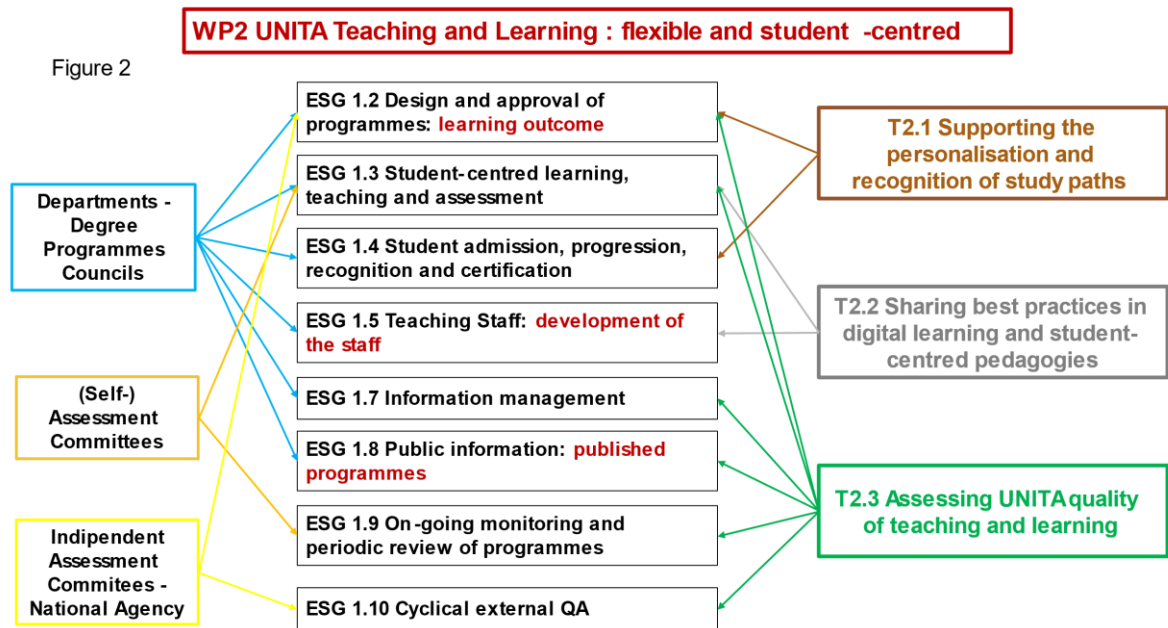 WP2 UNITA Teaching and Learning : flexible and student -centred
Figure 2
Departments -
Degree
Programmes
Councils
(Self-)
Assessment
Committees
Indipendent
Assessment
Commitees -
National Agency
ESG 1.2 Design and approval of
programmes: learning outcome
ESG 1.3 Student-centred learning,
teaching and assessment
ESG 1.4 Student admission, progression,
recognition and certification
ESG 1.5 Teaching Staff: development of
the staff
ESG 1.7 Information management
ESG 1.8 Public information: published
programmes
ESG 1.9 On-going monitoring and
periodic review of programmes
ESG 1.10 Cyclical external QA
T2.1 Supporting the
personalisation and
recognition of study paths
T2.2 Sharing best practices in
digital learning and student-
centred pedagogies
T2.3 Assessing UNITA quality
of teaching and learning